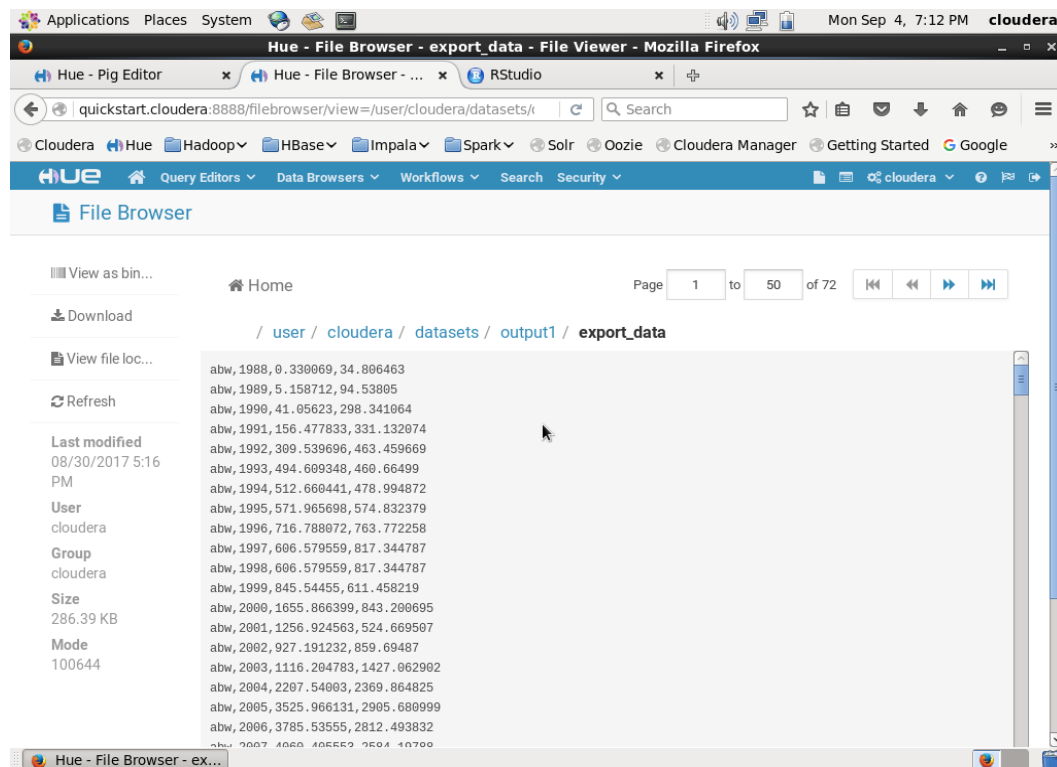 Applications Places System Mon Sep 4, 7:12 PM cloudera
Hue - File Browser - export_data - File Viewer - Mozilla Firefox
Hue - Pig Editor × Hue - File Browser - ... × RStudio ×
quickstart.cloudera:8888/filebrowser/view=/user/cloudera/datasets/ Search
Cloudera Hue Hadoop HBase Impala Spark Solr Oozie Cloudera Manager Getting Started Google »
HUE Query Editors Data Browsers Workflows Search Security cloudera
File Browser
View as bin...
Home Page 1 to 50 of 72
Download
/ user / cloudera / datasets / output1 / export_data
View file loc...
Refresh
Last modified
08/30/2017 5:16
PM
User
cloudera
Group
cloudera
Size
286.39 KB
Mode
100644
abw,1988,0.330069,34.806463
abw,1989,5.158712,94.53805
abw,1990,41.05623,298.341064
abw,1991,156.477833,331.132074
abw,1992,309.539696,463.459669
abw,1993,494.609348,460.66499
abw,1994,512.660441,478.994872
abw,1995,571.965698,574.832379
abw,1996,716.788072,763.772258
abw,1997,606.579559,817.344787
abw,1998,606.579559,817.344787
abw,1999,845.54455,611.458219
abw,2000,1655.866399,843.200695
abw,2001,1256.924563,524.669507
abw,2002,927.191232,859.69487
abw,2003,1116.204783,1427.062902
abw,2004,2207.54003,2369.864825
abw,2005,3525.966131,2905.680999
abw,2006,3785.53555,2812.493832
abw,2007,4060.405553,2584.19788
Hue - File Browser - ex...